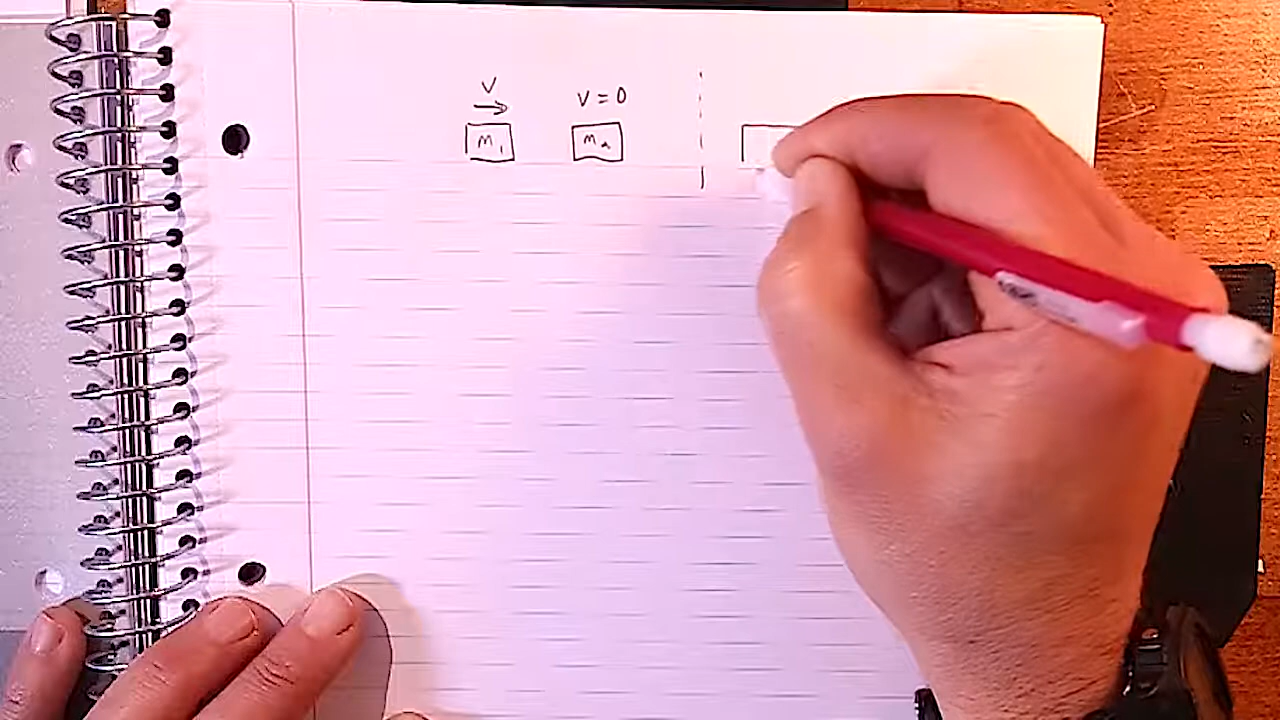 V
V = 0
m₁ m₂